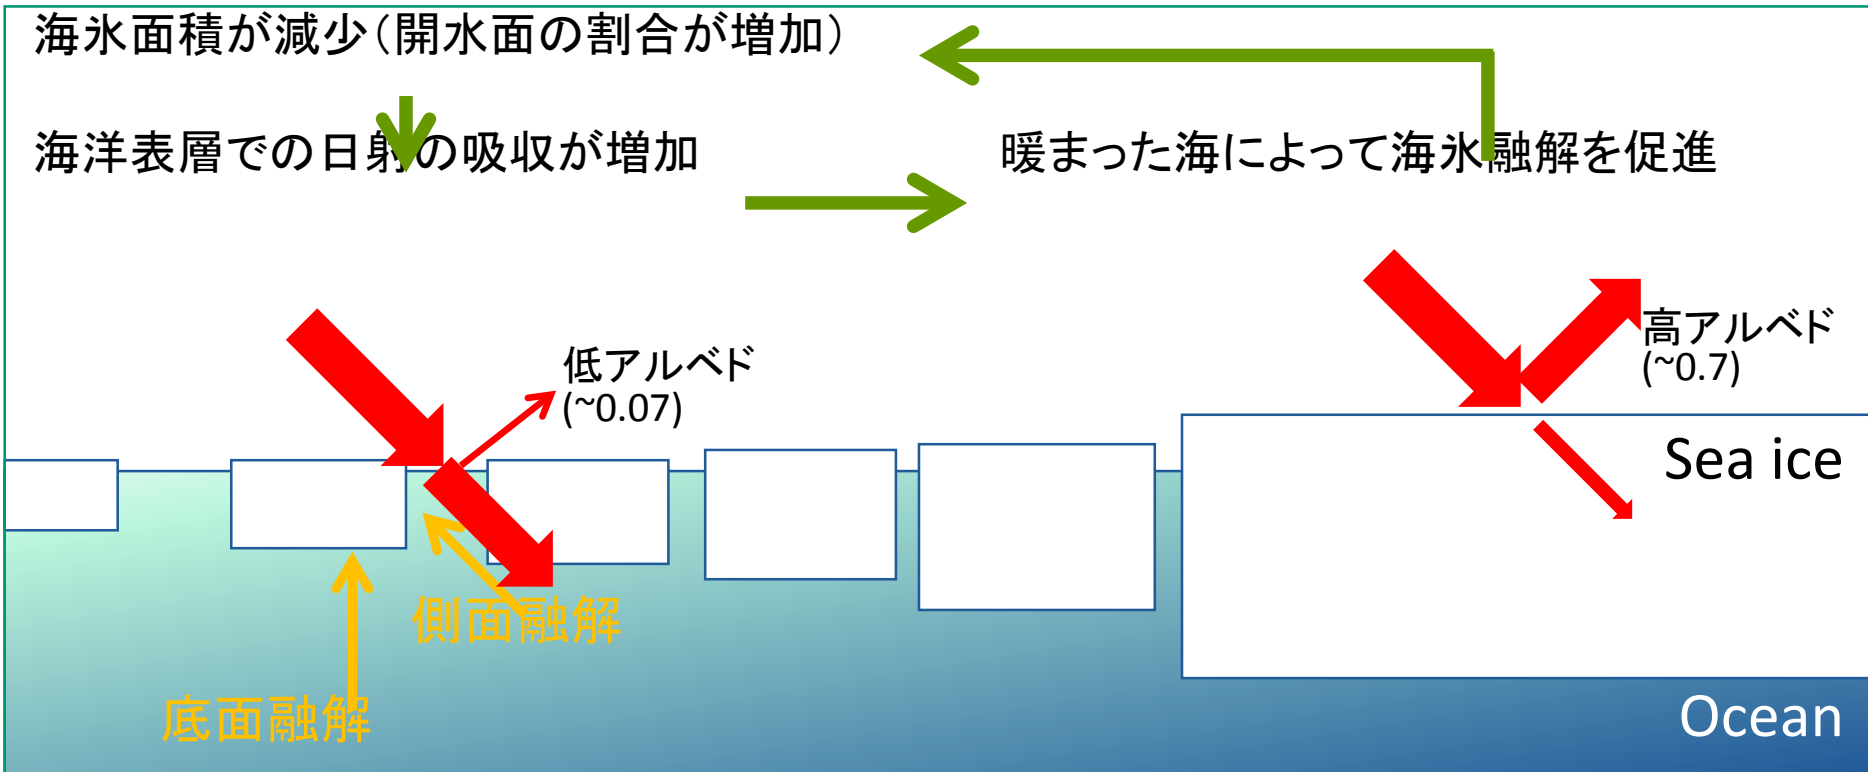 海氷面積が減少（開水面の割合が増加）
海洋表層での日射の吸収が増加
暖まった海によって海氷融解を促進
低アルベド
(~0.07)
高アルベド
(~0.7)
Sea ice
側面融解
底面融解
Ocean